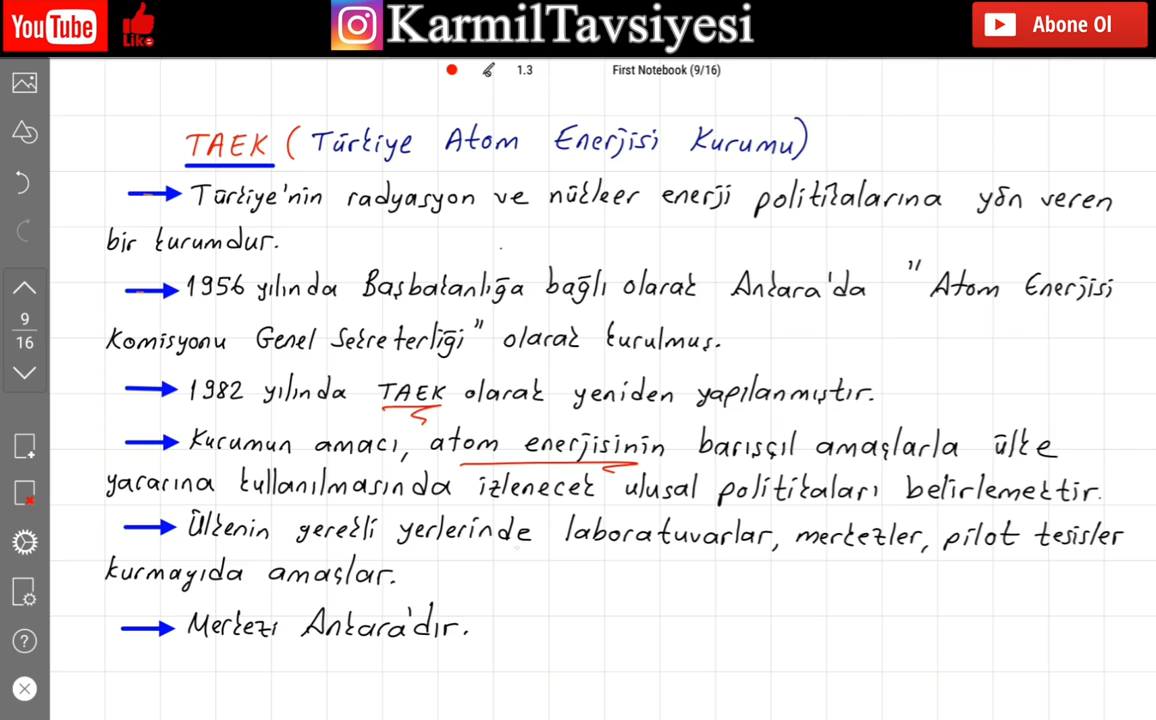 YouTube Like KarmilTavsiyesi Abone Ol
1.3 First Notebook (9/16)
TAEK (Türkiye Atom Enerjisi Kurumu)
Türkiye'nin radyasyon ve nükleer enerji politikalarına yön veren
bir kurumdur.
1956 yılında Başbakanlığa bağlı olarak Ankara'da "Atom Enerjisi
Komisyonu Genel Sekreterliği" olarak kurulmuş.
1982 yılında TAEK olarak yeniden yapılanmıştır.
Kurumun amacı, atom enerjisinin barışçıl amaçlarla ülke
yararına kullanılmasında izlenecek ulusal politikaları belirlemektir.
Ülkenin gerekli yerlerinde laboratuvarlar, merkezler, pilot tesisler
kurmayıda amaçlar.
Merkezi Ankara'dır.
9
16
?